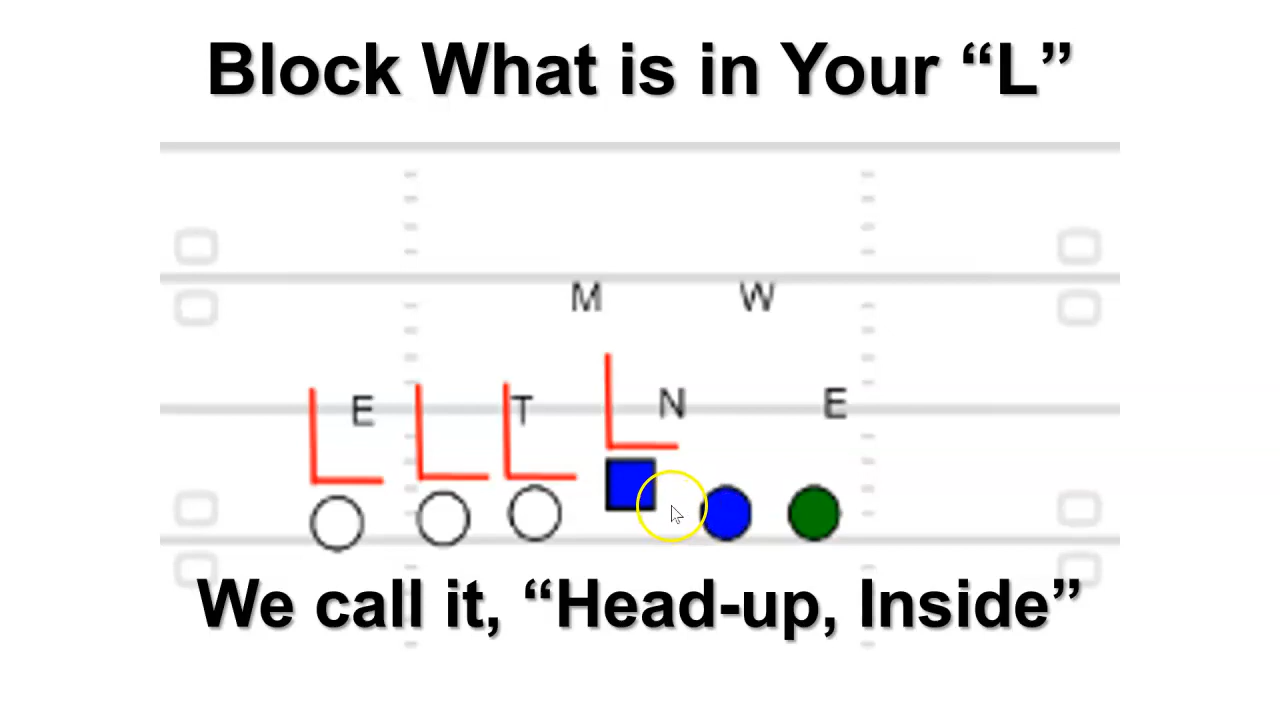 Block What is in Your “L”
M W
E T N E
We call it, “Head-up, Inside”